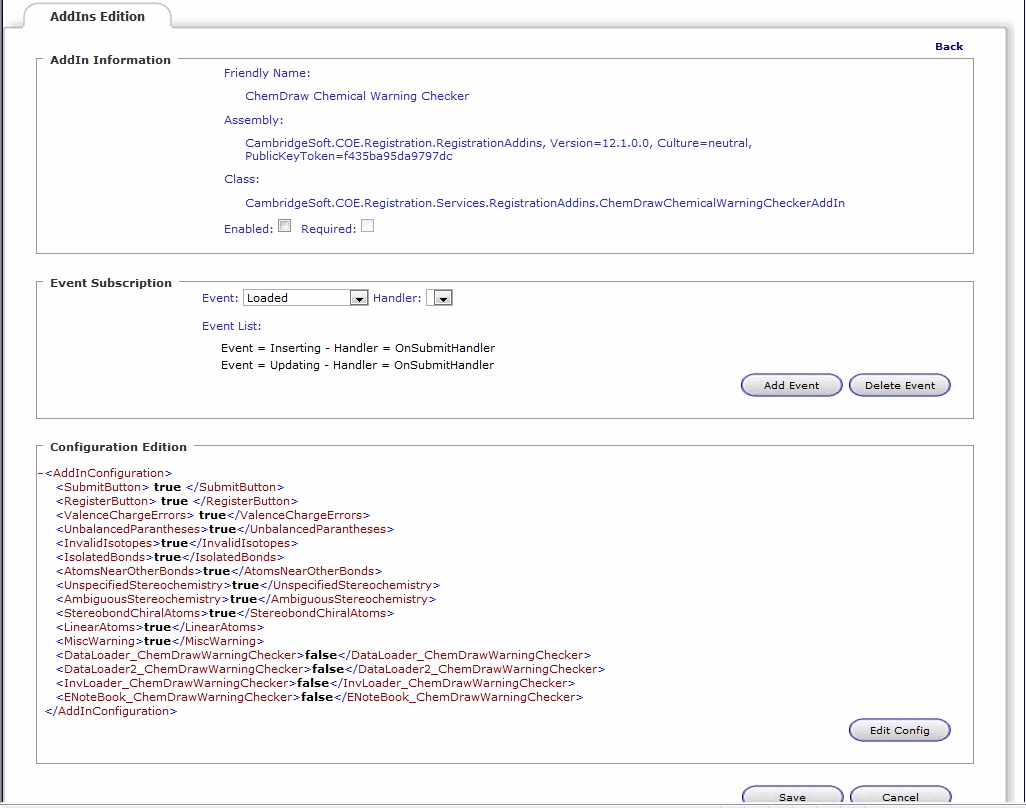 AddIns Edition
Back
AddIn Information
Friendly Name:
ChemDraw Chemical Warning Checker
Assembly:
CambridgeSoft.COE.Registration.RegistrationAddins, Version=12.1.0.0, Culture=neutral,
PublicKeyToken=f435ba95da9797dc
Class:
CambridgeSoft.COE.Registration.Services.RegistrationAddins.ChemDrawChemicalWarningCheckerAddIn
Enabled: Required:
Event Subscription
Event: Loaded Handler:
Event List:
Event = Inserting - Handler = OnSubmitHandler
Event = Updating - Handler = OnSubmitHandler
Add Event Delete Event
Configuration Edition
-<AddInConfiguration>
<SubmitButton> true </SubmitButton>
<RegisterButton> true </RegisterButton>
<ValenceChargeErrors> true</ValenceChargeErrors>
<UnbalancedParantheses>true</UnbalancedParantheses>
<InvalidIsotopes>true</InvalidIsotopes>
<IsolatedBonds>true</IsolatedBonds>
<AtomsNearOtherBonds>true</AtomsNearOtherBonds>
<UnspecifiedStereochemistry>true</UnspecifiedStereochemistry>
<AmbiguousStereochemistry>true</AmbiguousStereochemistry>
<StereobondChiralAtoms>true</StereobondChiralAtoms>
<LinearAtoms>true</LinearAtoms>
<MiscWarning>true</MiscWarning>
<DataLoader_ChemDrawWarningChecker>false</DataLoader_ChemDrawWarningChecker>
<DataLoader2_ChemDrawWarningChecker>false</DataLoader2_ChemDrawWarningChecker>
<InvLoader_ChemDrawWarningChecker>false</InvLoader_ChemDrawWarningChecker>
<ENoteBook_ChemDrawWarningChecker>false</ENoteBook_ChemDrawWarningChecker>
</AddInConfiguration>
Edit Config
Save Cancel